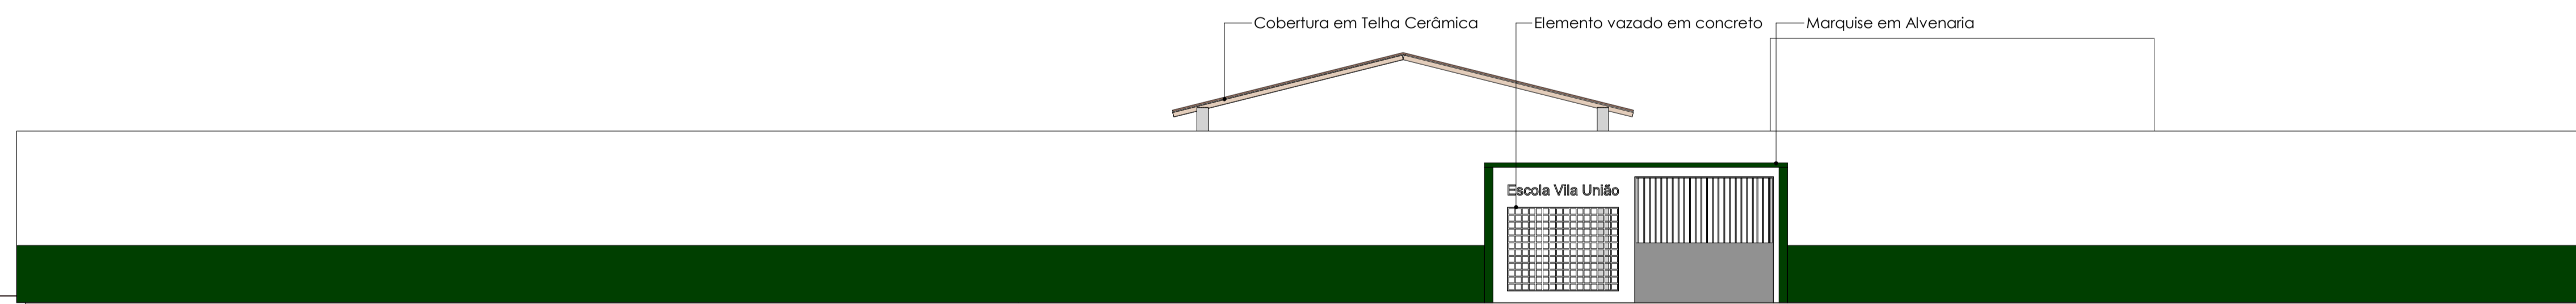 Cobertura em Telha Cerâmica
Elemento vazado em concreto
Marquise em Alvenaria
Escola Vila União